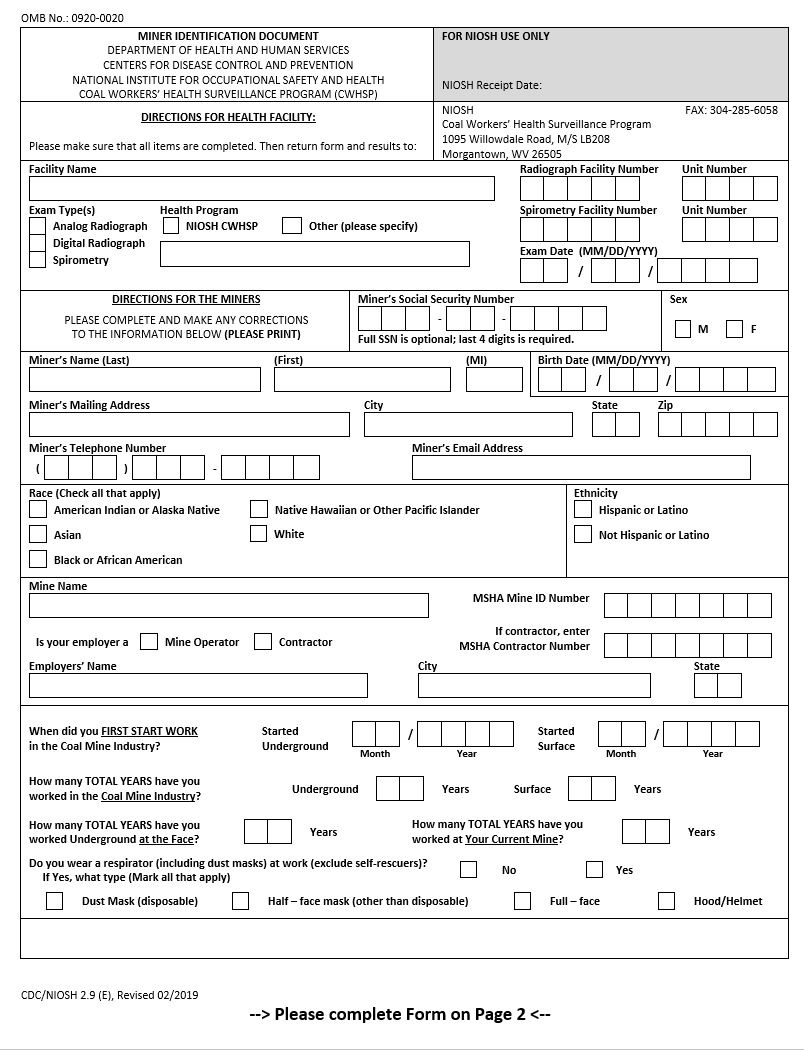 OMB No.: 0920-0020
MINER IDENTIFICATION DOCUMENT
DEPARTMENT OF HEALTH AND HUMAN SERVICES
CENTERS FOR DISEASE CONTROL AND PREVENTION
NATIONAL INSTITUTE FOR OCCUPATIONAL SAFETY AND HEALTH
COAL WORKERS' HEALTH SURVEILLANCE PROGRAM (CWHSP)
FOR NIOSH USE ONLY
NIOSH Receipt Date:
DIRECTIONS FOR HEALTH FACILITY:
Please make sure that all items are completed. Then return form and results to:
NIOSH FAX: 304-285-6058
Coal Workers' Health Surveillance Program
1095 Willowdale Road, M/S LB208
Morgantown, WV 26505
Facility Name
Radiograph Facility Number Unit Number
Exam Type(s) Health Program
Spirometry Facility Number Unit Number
Analog Radiograph NIOSH CWHSP Other (please specify)
Digital Radiograph
Spirometry
Exam Date (MM/DD/YYYY)
/ /
DIRECTIONS FOR THE MINERS
PLEASE COMPLETE AND MAKE ANY CORRECTIONS
TO THE INFORMATION BELOW (PLEASE PRINT)
Miner's Social Security Number
- -
Full SSN is optional; last 4 digits is required.
Sex
M F
Miner's Name (Last) (First) (MI) Birth Date (MM/DD/YYYY)
/ /
Miner's Mailing Address City State Zip
Miner's Telephone Number Miner's Email Address
( ) -
Race (Check all that apply)
American Indian or Alaska Native Native Hawaiian or Other Pacific Islander
Asian White
Black or African American
Ethnicity
Hispanic or Latino
Not Hispanic or Latino
Mine Name
MSHA Mine ID Number
Is your employer a Mine Operator Contractor
If contractor, enter
MSHA Contractor Number
Employers' Name City State
When did you FIRST START WORK
in the Coal Mine Industry?
Started
Underground
/
Month Year
Started
Surface
/
Month Year
How many TOTAL YEARS have you
worked in the Coal Mine Industry?
Underground Years Surface Years
How many TOTAL YEARS have you
worked Underground at the Face?
Years
How many TOTAL YEARS have you
worked at Your Current Mine?
Years
Do you wear a respirator (including dust masks) at work (exclude self-rescuers)? No Yes
If Yes, what type (Mark all that apply)
Dust Mask (disposable) Half – face mask (other than disposable) Full – face Hood/Helmet
CDC/NIOSH 2.9 (E), Revised 02/2019
--> Please complete Form on Page 2 <--